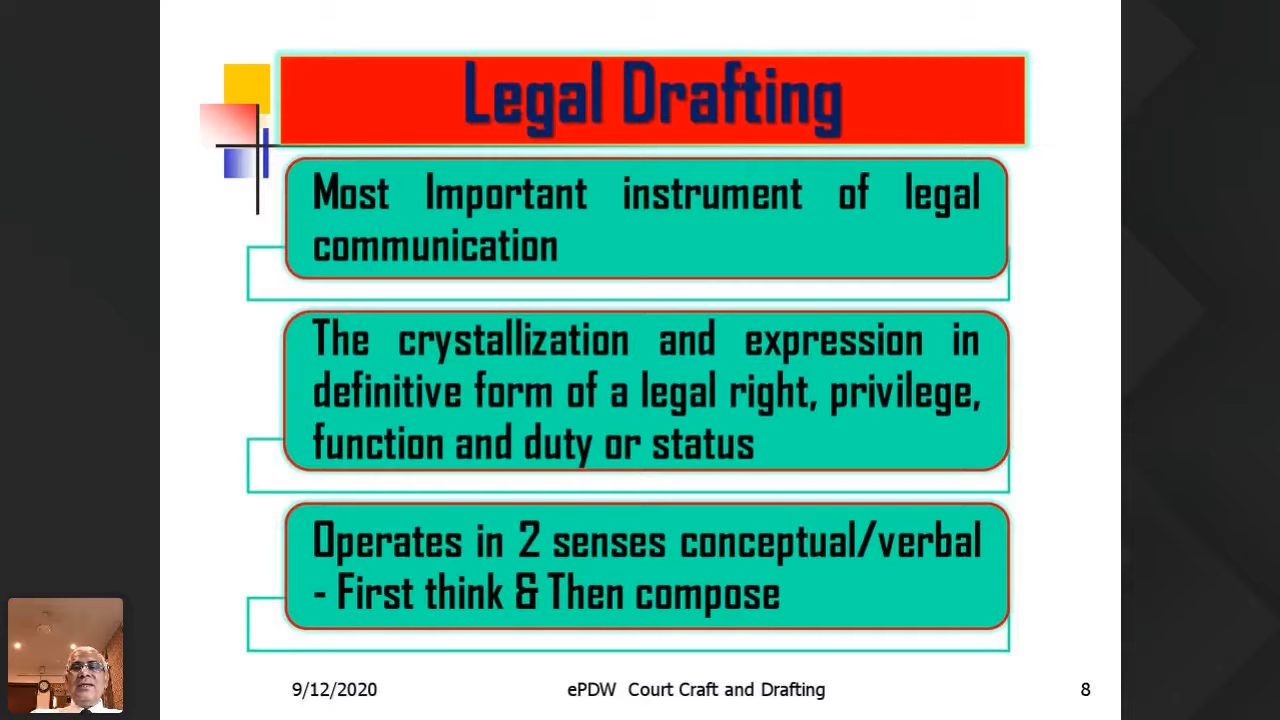 Legal Drafting
Most Important instrument of legal
communication
The crystallization and expression in
definitive form of a legal right, privilege,
function and duty or status
Operates in 2 senses conceptual/verbal
- First think & Then compose
9/12/2020
ePDW Court Craft and Drafting
8